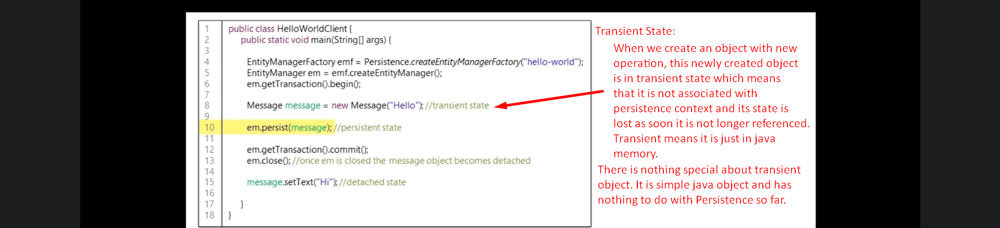 1 public class HelloWorldClient {
2 public static void main(String[] args) {
3
4 EntityManagerFactory emf = Persistence.createEntityManagerFactory("hello-world");
5 EntityManager em = emf.createEntityManager();
6 em.getTransaction().begin();
7
8 Message message = new Message("Hello"); //transient state
9
10 em.persist(message); //persistent state
11
12 em.getTransaction().commit();
13 em.close(); //once em is closed the message object becomes detached
14
15 message.setText("Hi"); //detached state
16
17 }
18 }
Transient State:
When we create an object with new
operation, this newly created object
is in transient state which means
that it is not associated with
persistence context and its state is
lost as soon it is not longer referenced.
Transient means it is just in java
memory.
There is nothing special about transient
object. It is simple java object and has
nothing to do with Persistence so far.